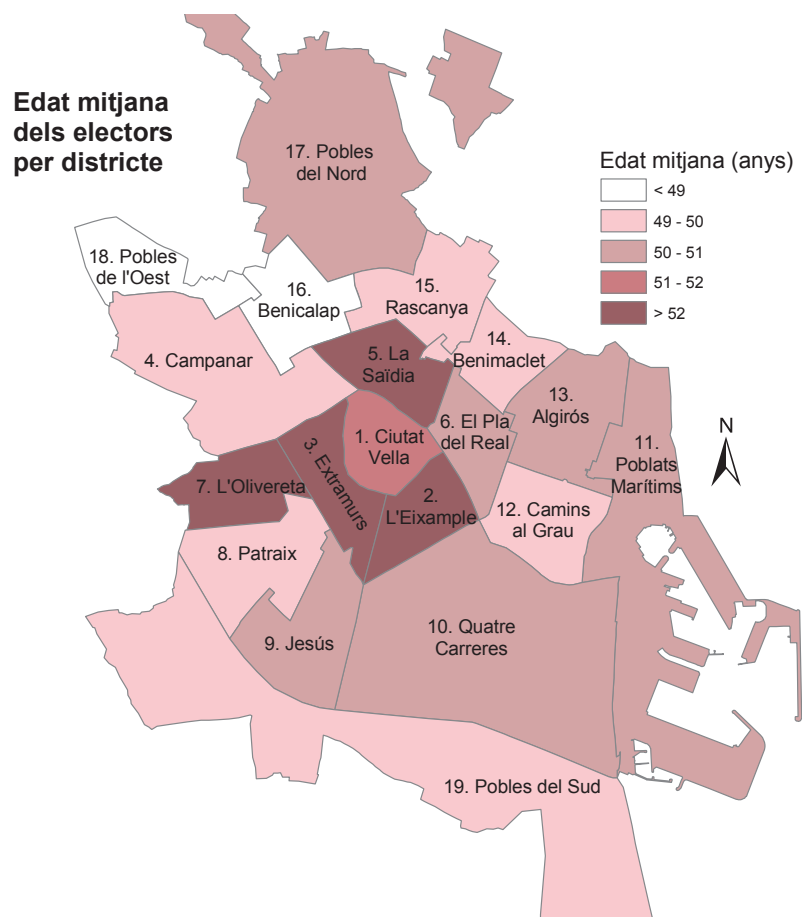 Edat mitjana
dels electors
per districte
17. Pobles
del Nord
Edat mitjana (anys)
< 49
49 - 50
50 - 51
51 - 52
> 52
18. Pobles
de l'Oest
16.
Benicalap
15.
Rascanya
14.
Benimaclet
4. Campanar
5. La
Saïdia
13.
Algirós
6. El Pla
del Real
1. Ciutat
Vella
11.
Poblats
Marítims
N
3. Extramurs
7. L'Olivereta
2.
L'Eixample
12. Camins
al Grau
8. Patraix
9. Jesús
10. Quatre
Carreres
19. Pobles del Sud